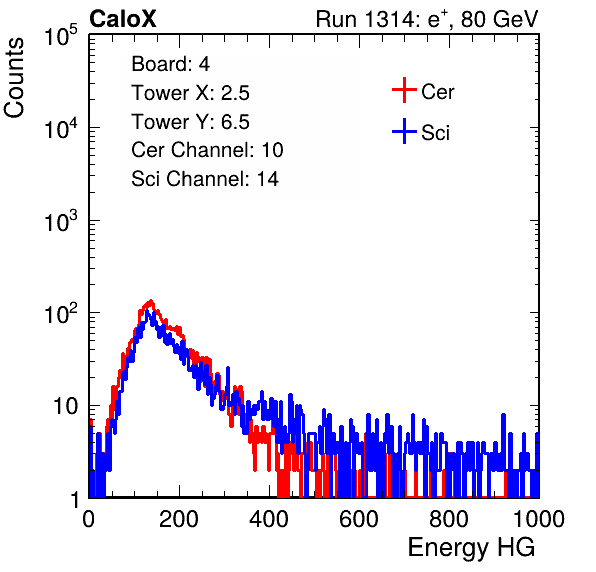 CaloX Run 1314: e⁺, 80 GeV
Counts
10⁵
10⁴
10³
10²
10
1
Board: 4
Tower X: 2.5
Tower Y: 6.5
Cer Channel: 10
Sci Channel: 14
Cer
Sci
0 200 400 600 800 1000
Energy HG